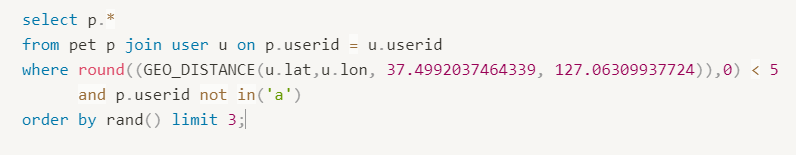 select p.*
from pet p join user u on p.userid = u.userid
where round((GEO_DISTANCE(u.lat,u.lon, 37.4992037464339, 127.06309937724)),0) < 5
and p.userid not in('a')
order by rand() limit 3;